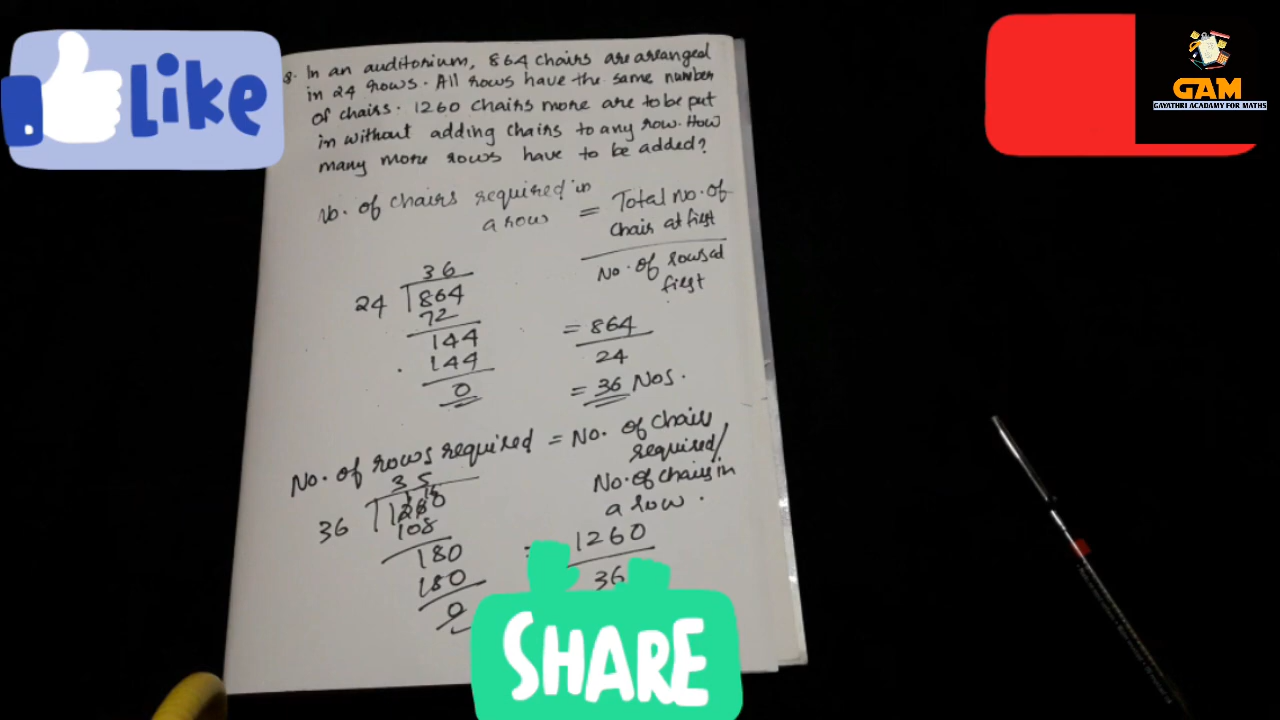 Like
GAM
GAYATHRI ACADAMY FOR MATHS
8. In an auditorium, 864 chairs are arranged
in 24 rows. All rows have the same number
of chairs. 1260 chairs more are to be put
in without adding chairs to any row. How
many more rows have to be added?
No. of chairs required in
a row = Total No. of
chair at first
No. of rows at
first
36
24 864
72
144
144
0
= 864
24
= 36 Nos.
No. of rows required = No. of chairs
required/
No. of chairs in
a row.
35
36 1260
108
180
180
0
= 1260
36
SHARE